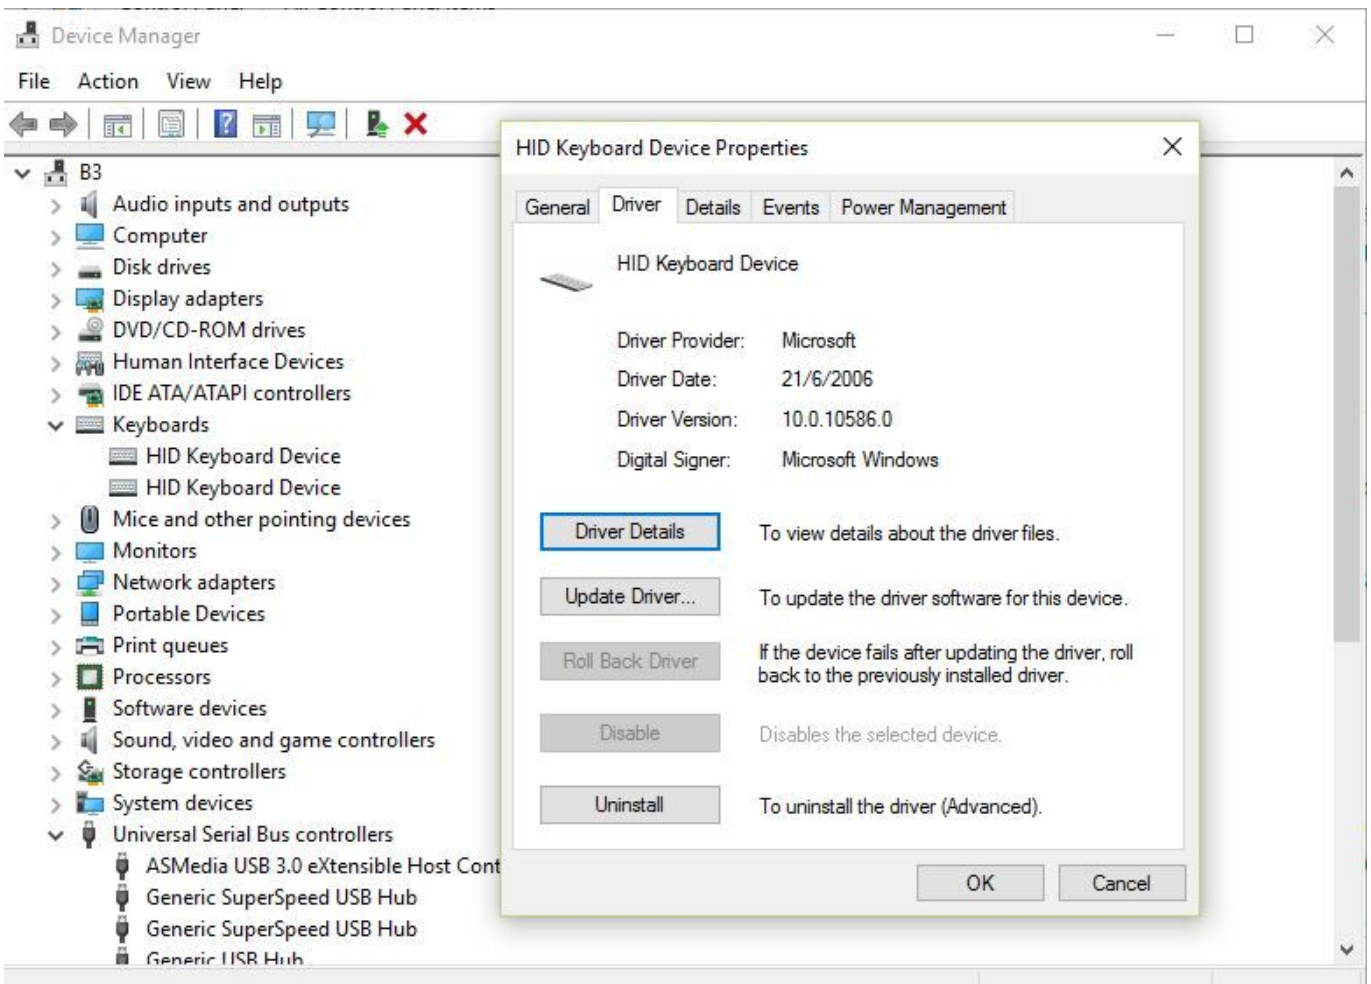 Device Manager
File Action View Help
B3
Audio inputs and outputs
Computer
Disk drives
Display adapters
DVD/CD-ROM drives
Human Interface Devices
IDE ATA/ATAPI controllers
Keyboards
HID Keyboard Device
HID Keyboard Device
Mice and other pointing devices
Monitors
Network adapters
Portable Devices
Print queues
Processors
Software devices
Sound, video and game controllers
Storage controllers
System devices
Universal Serial Bus controllers
ASMedia USB 3.0 eXtensible Host Cont
Generic SuperSpeed USB Hub
Generic SuperSpeed USB Hub
Generic USB Hub
HID Keyboard Device Properties
General Driver Details Events Power Management
HID Keyboard Device
Driver Provider: Microsoft
Driver Date: 21/6/2006
Driver Version: 10.0.10586.0
Digital Signer: Microsoft Windows
Driver Details To view details about the driver files.
Update Driver... To update the driver software for this device.
Roll Back Driver If the device fails after updating the driver, roll
back to the previously installed driver.
Disable Disables the selected device.
Uninstall To uninstall the driver (Advanced).
OK Cancel